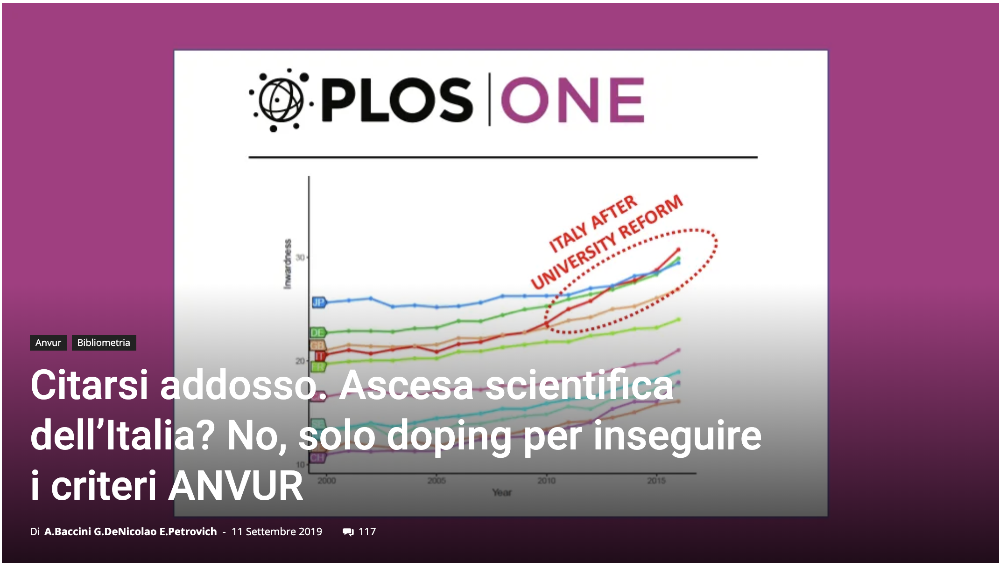 PLOS | ONE
ITALY AFTER
UNIVERSITY REFORM
Inwardness
30
20
10
JP
DE
GB
IT
FR
CH
2000
2005
2010
2015
Year
Anvur
Bibliometria
Citarsi addosso. Ascesa scientifica
dell’Italia? No, solo doping per inseguire
i criteri ANVUR
Di A.Baccini G.DeNicolao E.Petrovich - 11 Settembre 2019 117